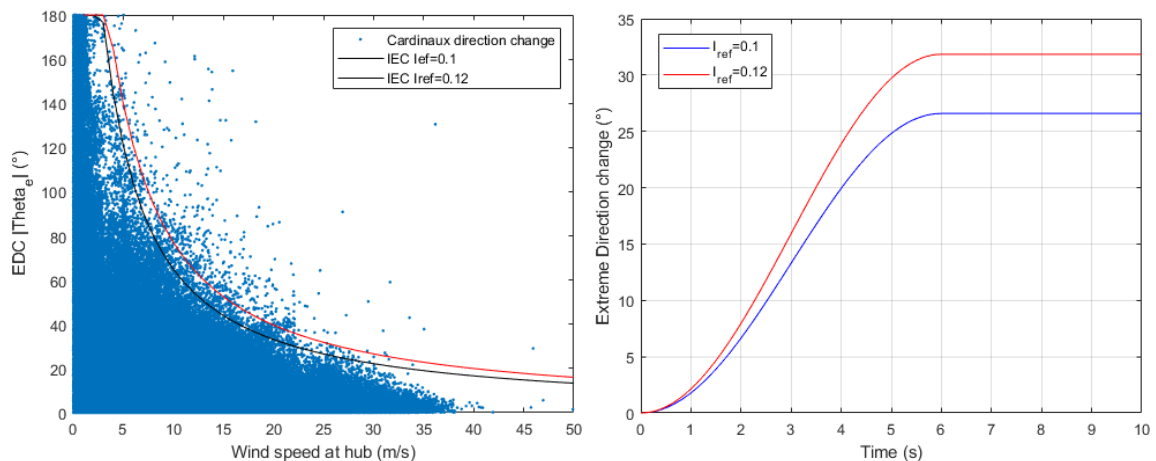 180
160
140
120
100
80
60
40
20
0
EDC |Theta_e| (°)
Cardinaux direction change
IEC Ief=0.1
IEC Iref=0.12
0 5 10 15 20 25 30 35 40 45 50
Wind speed at hub (m/s)
35
30
25
20
15
10
5
0
Extreme Direction change (°)
I_ref=0.1
I_ref=0.12
0 1 2 3 4 5 6 7 8 9 10
Time (s)